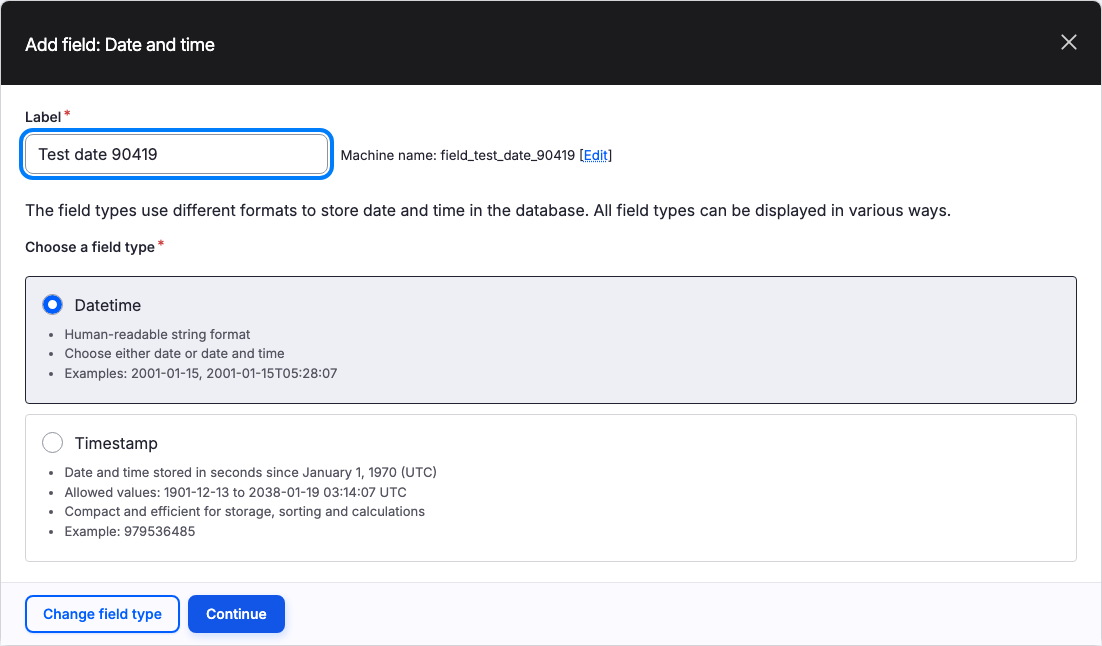 Add field: Date and time
Label*
Test date 90419
Machine name: field_test_date_90419 [Edit]
The field types use different formats to store date and time in the database. All field types can be displayed in various ways.
Choose a field type*
Datetime
• Human-readable string format
• Choose either date or date and time
• Examples: 2001-01-15, 2001-01-15T05:28:07
Timestamp
• Date and time stored in seconds since January 1, 1970 (UTC)
• Allowed values: 1901-12-13 to 2038-01-19 03:14:07 UTC
• Compact and efficient for storage, sorting and calculations
• Example: 979536485
Change field type
Continue